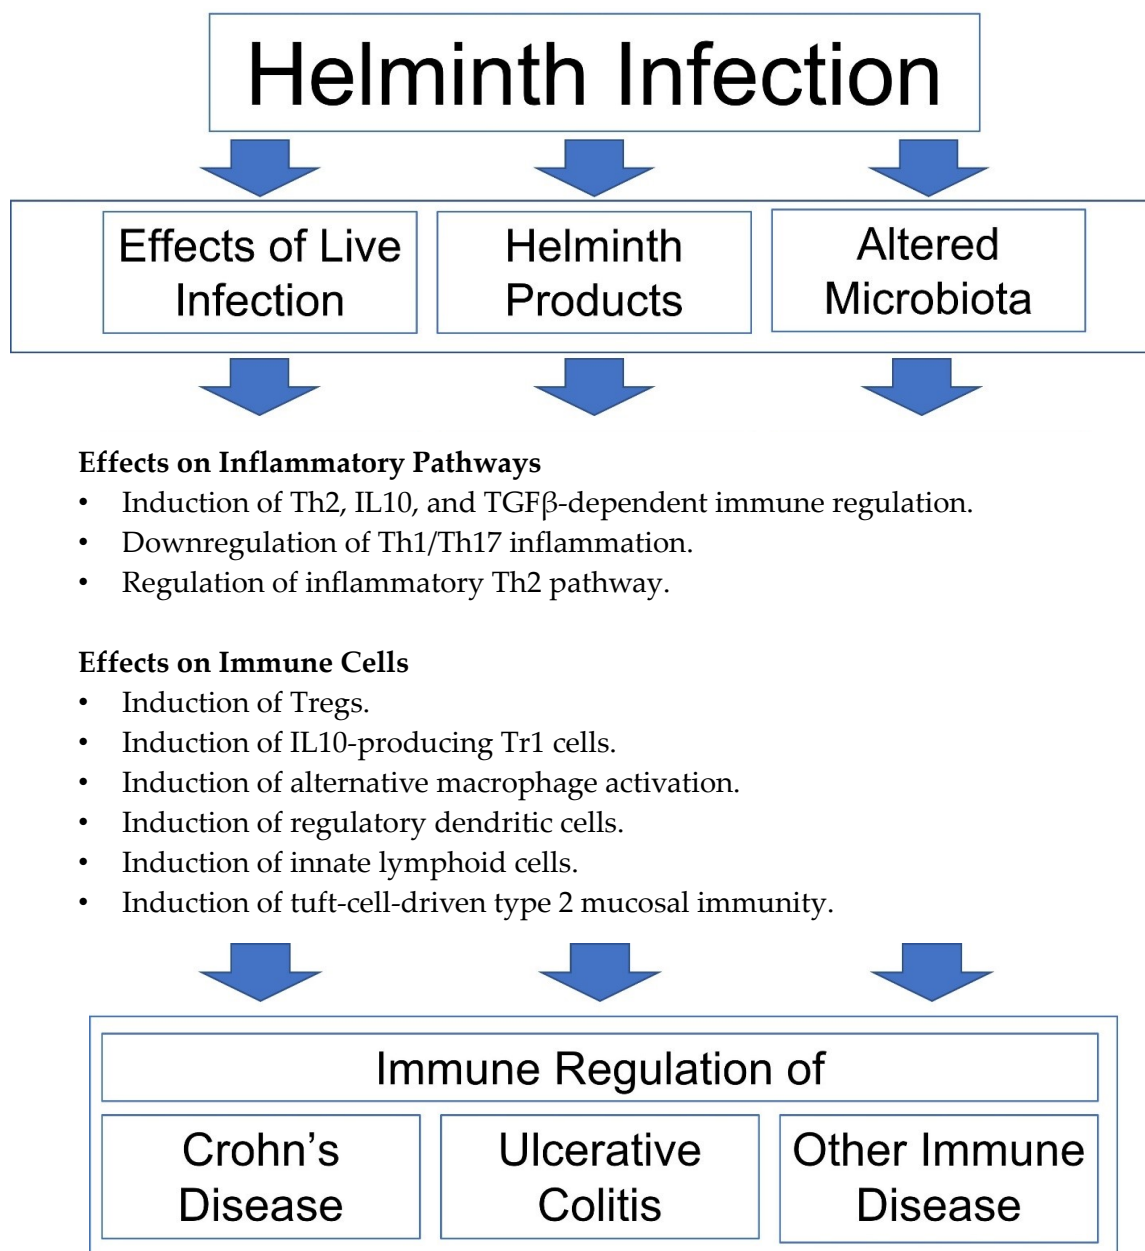 Helminth Infection
Effects of Live
Infection
Helminth
Products
Altered
Microbiota
Effects on Inflammatory Pathways
• Induction of Th2, IL10, and TGFβ-dependent immune regulation.
• Downregulation of Th1/Th17 inflammation.
• Regulation of inflammatory Th2 pathway.
Effects on Immune Cells
• Induction of Tregs.
• Induction of IL10-producing Tr1 cells.
• Induction of alternative macrophage activation.
• Induction of regulatory dendritic cells.
• Induction of innate lymphoid cells.
• Induction of tuft-cell-driven type 2 mucosal immunity.
Immune Regulation of
Crohn's
Disease
Ulcerative
Colitis
Other Immune
Disease